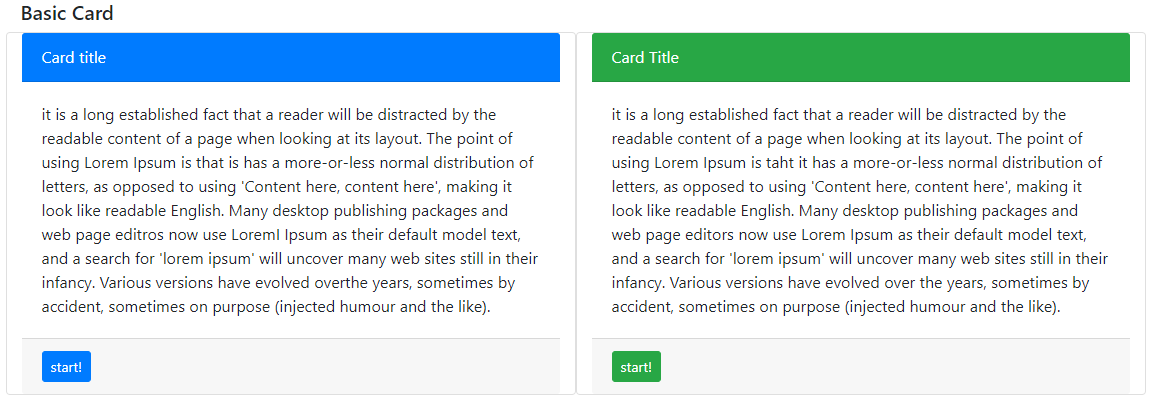 Basic Card
Card title
it is a long established fact that a reader will be distracted by the
readable content of a page when looking at its layout. The point of
using Lorem Ipsum is that is has a more-or-less normal distribution of
letters, as opposed to using 'Content here, content here', making it
look like readable English. Many desktop publishing packages and
web page editros now use Loreml Ipsum as their default model text,
and a search for 'lorem ipsum' will uncover many web sites still in their
infancy. Various versions have evolved overthe years, sometimes by
accident, sometimes on purpose (injected humour and the like).
start!
Card Title
it is a long established fact that a reader will be distracted by the
readable content of a page when looking at its layout. The point of
using Lorem Ipsum is taht it has a more-or-less normal distribution of
letters, as opposed to using 'Content here, content here', making it
look like readable English. Many desktop publishing packages and
web page editors now use Lorem Ipsum as their default model text,
and a search for 'lorem ipsum' will uncover many web sites still in their
infancy. Various versions have evolved over the years, sometimes by
accident, sometimes on purpose (injected humour and the like).
start!